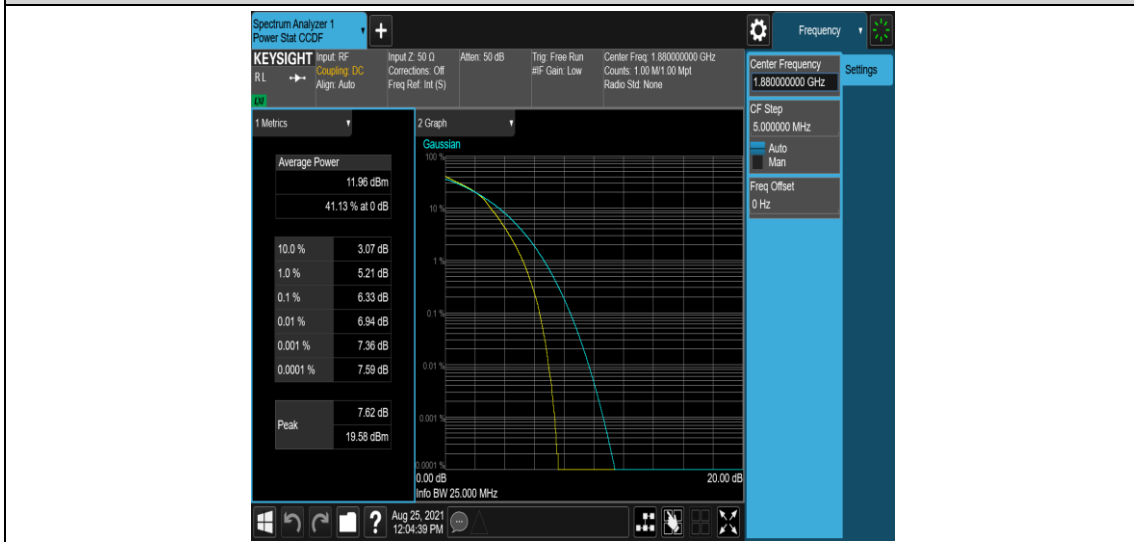 Spectrum Analyzer 1
Power Stat CCDF
+
Frequency
KEYSIGHT
RL
LXI
Input: RF
Coupling: DC
Align: Auto
Input Z: 50 Ω
Corrections: Off
Freq Ref: Int (S)
Atten: 50 dB
Trig: Free Run
#IF Gain: Low
Center Freq: 1.880000000 GHz
Counts: 1.00 M/1.00 Mpt
Radio Std: None
Center Frequency
1.880000000 GHz
Settings
CF Step
5.000000 MHz
Auto
Man
Freq Offset
0 Hz
1 Metrics
Average Power
11.96 dBm
41.13 % at 0 dB
10.0 % 3.07 dB
1.0 % 5.21 dB
0.1 % 6.33 dB
0.01 % 6.94 dB
0.001 % 7.36 dB
0.0001 % 7.59 dB
Peak
7.62 dB
19.58 dBm
2 Graph
Gaussian
100 %
10 %
1 %
0.1 %
0.01 %
0.001 %
0.0001 %
0.00 dB 20.00 dB
Info BW 25.000 MHz
?
Aug 25, 2021
12:04:39 PM